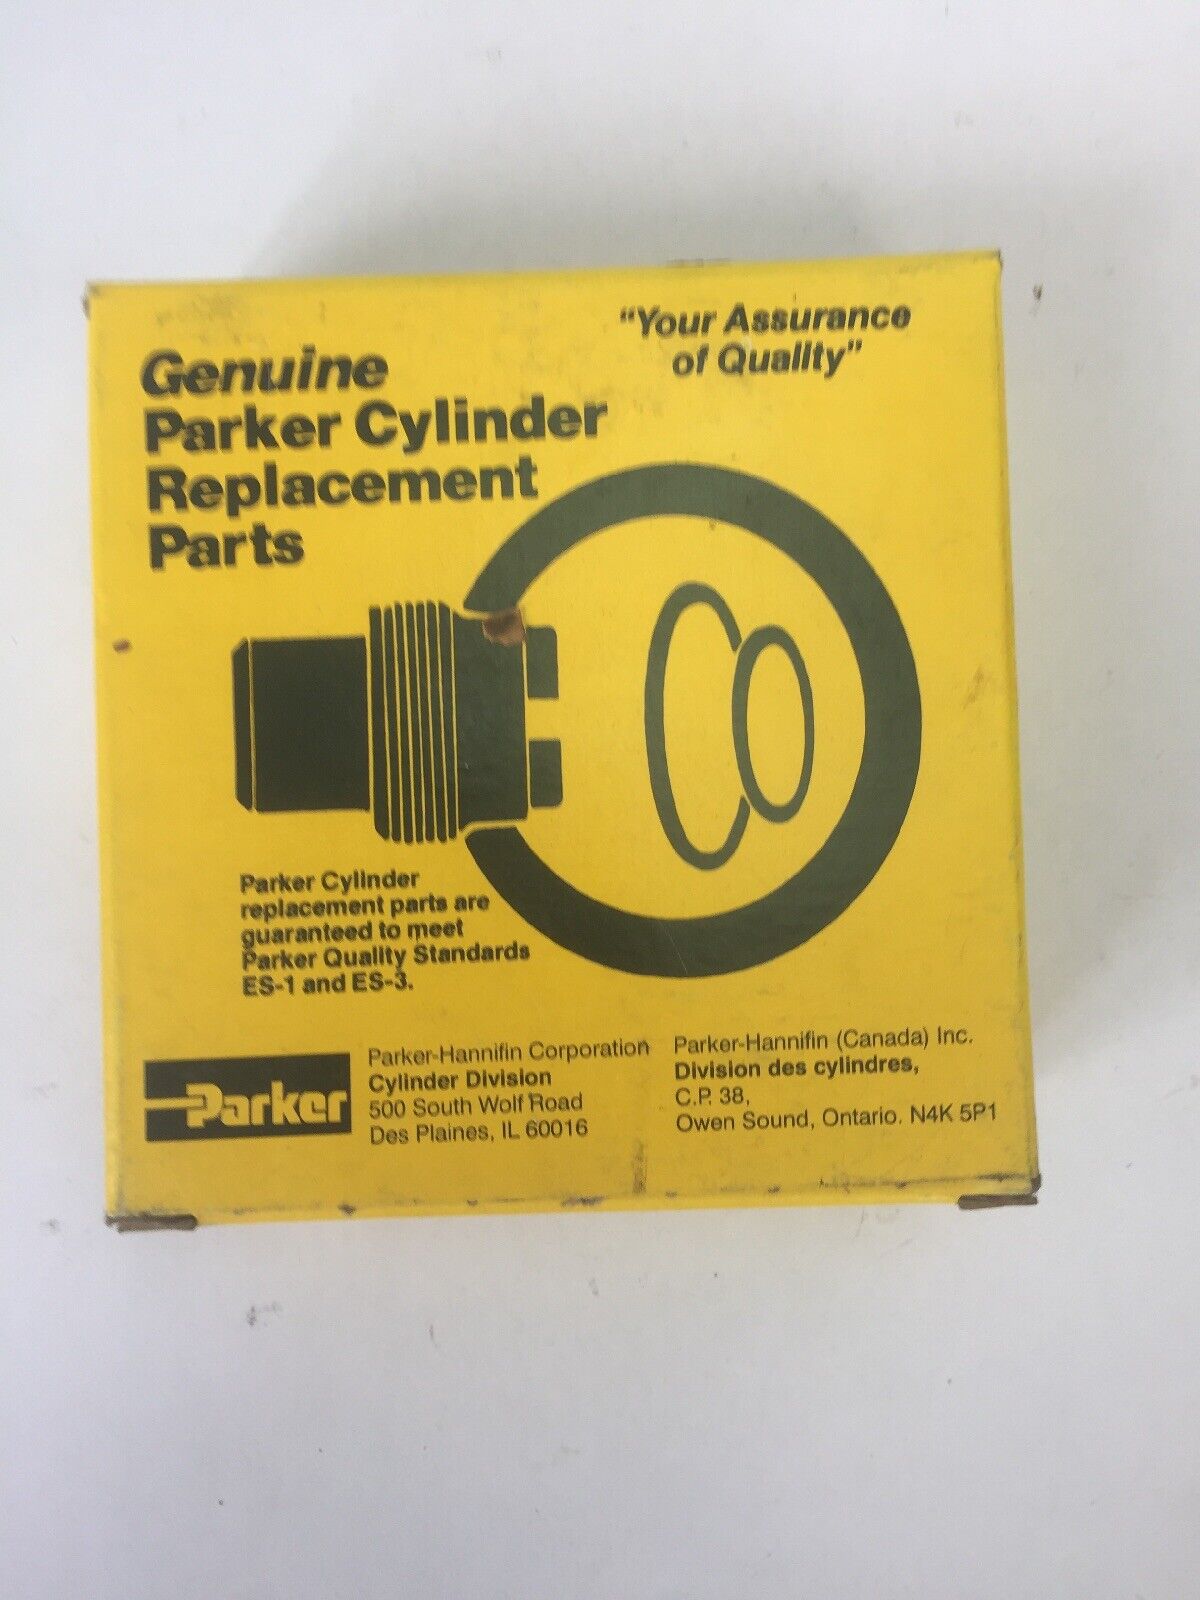 "Your Assurance
of Quality"
Genuine
Parker Cylinder
Replacement
Parts
Parker Cylinder
replacement parts are
guaranteed to meet
Parker Quality Standards
ES-1 and ES-3.
Parker
Parker-Hannifin Corporation
Cylinder Division
500 South Wolf Road
Des Plaines, IL 60016
Parker-Hannifin (Canada) Inc.
Division des cylindres,
C.P. 38,
Owen Sound, Ontario. N4K 5P1